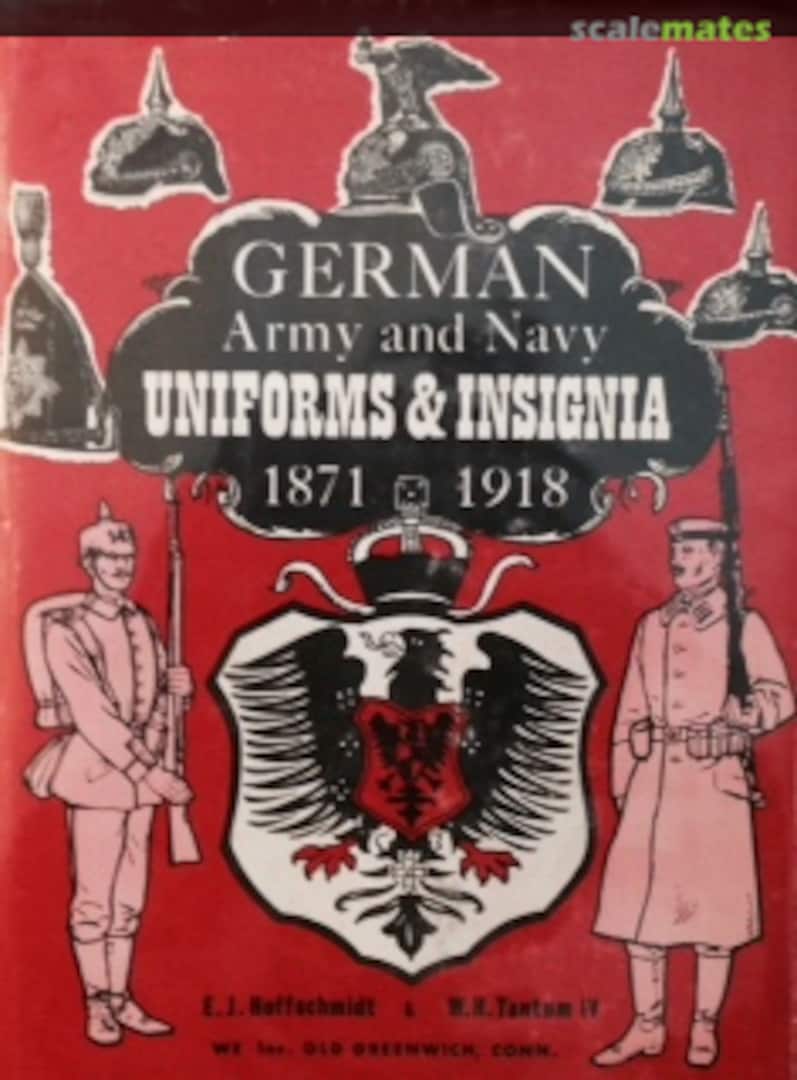 scalemates
GERMAN
Army and Navy
UNIFORMS & INSIGNIA
1871 1918
E. J. Hoffschmidt & W. H. Tantum IV
WE Inc. OLD GREENWICH, CONN.